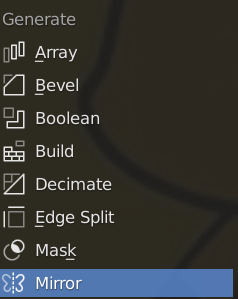 Generate
Array
Bevel
Boolean
Build
Decimate
Edge Split
Mask
Mirror